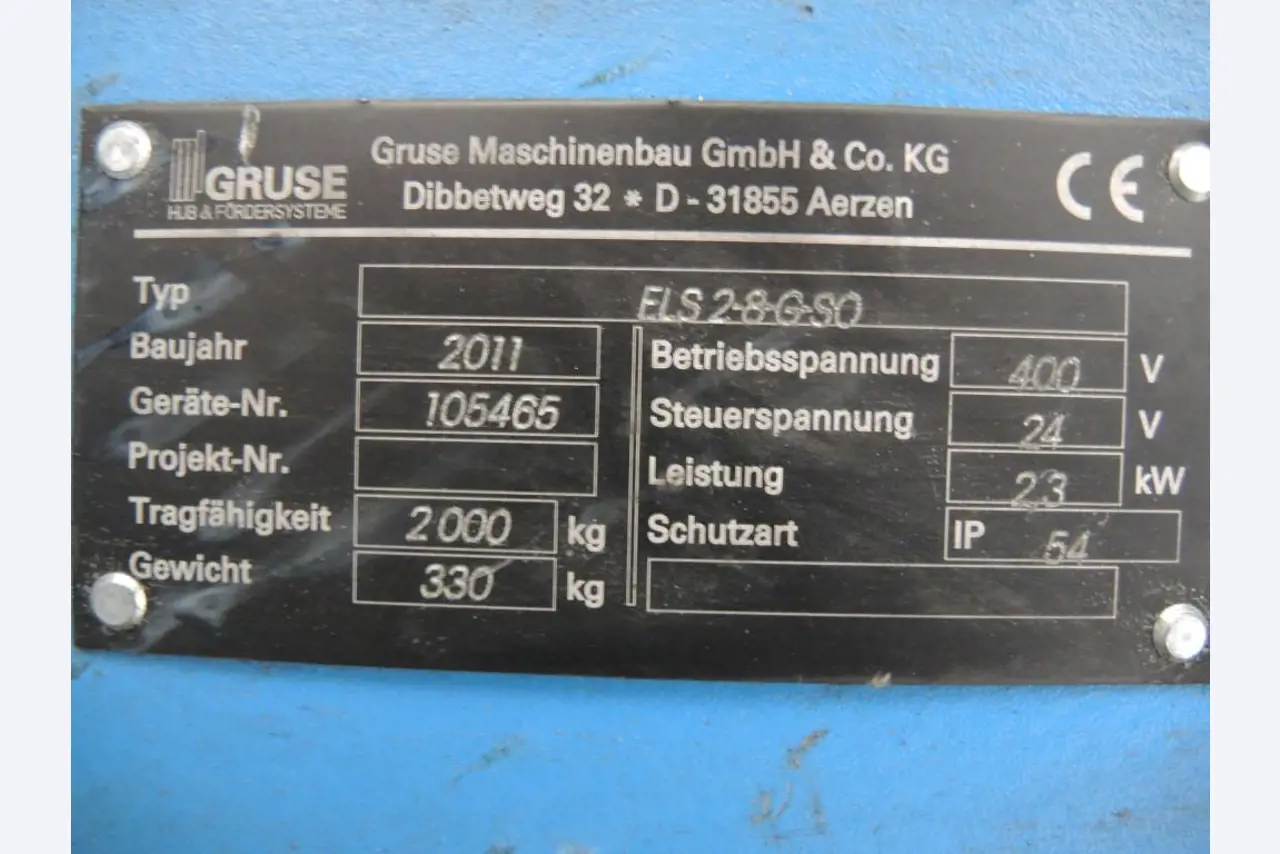 GRUSE
HUB & FÖRDERSYSTEME
Gruse Maschinenbau GmbH & Co. KG
Dibbetweg 32 * D - 31855 Aerzen
CE
Typ ELS 2-8-G-SO
Baujahr 2011
Geräte-Nr. 105465
Projekt-Nr.
Tragfähigkeit 2000 kg
Gewicht 330 kg
Betriebsspannung 400 V
Steuerspannung 24 V
Leistung 2,3 kW
Schutzart IP 54